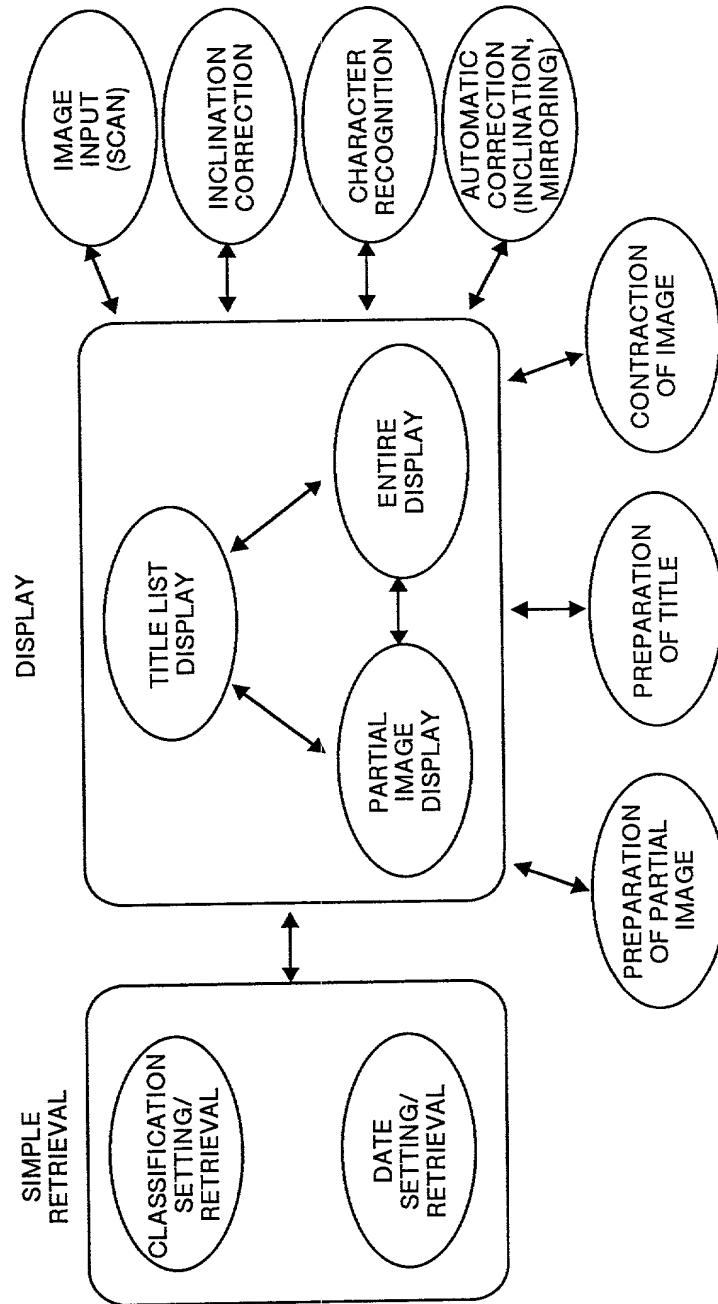 SIMPLE
RETRIEVAL
CLASSIFICATION
SETTING/
RETRIEVAL
DATE
SETTING/
RETRIEVAL
DISPLAY
TITLE LIST
DISPLAY
PARTIAL
IMAGE
DISPLAY
ENTIRE
DISPLAY
IMAGE
INPUT
(SCAN)
INCLINATION
CORRECTION
CHARACTER
RECOGNITION
AUTOMATIC
CORRECTION
(INCLINATION,
MIRRORING)
PREPARATION
OF PARTIAL
IMAGE
PREPARATION
OF TITLE
CONTRACTION
OF IMAGE